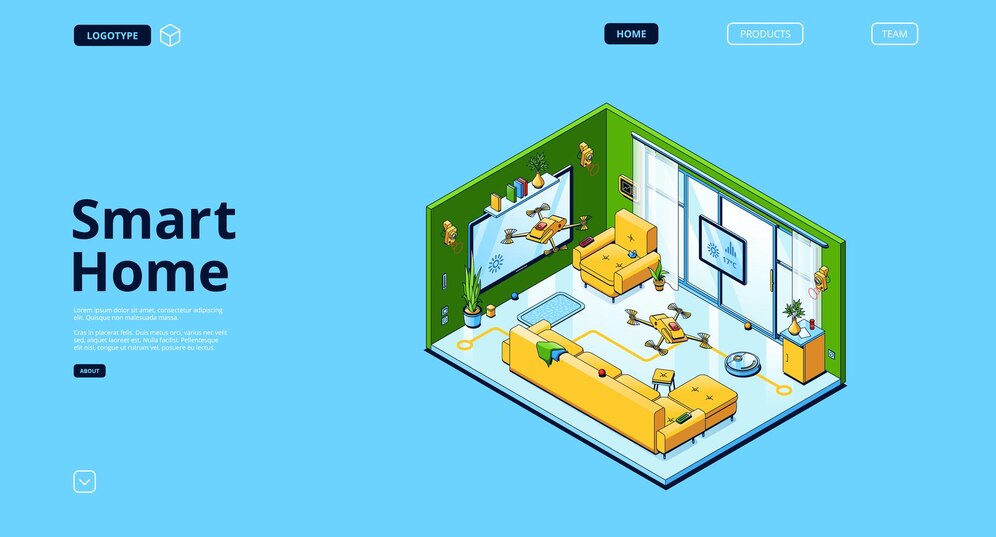 LOGOTYPE
HOME
PRODUCTS
TEAM
Smart
Home
Lorem ipsum dolor sit amet, consectetur adipiscing
elit. Quisque non malesuada massa.
Cras in placerat felis. Duis metus orci, varius nec velit
sed, aliquet laoreet est. Nulla facilisi. Pellentesque
elit nisl, congue ut rutrum vel, posuere eu lectus.
ABOUT
17°C